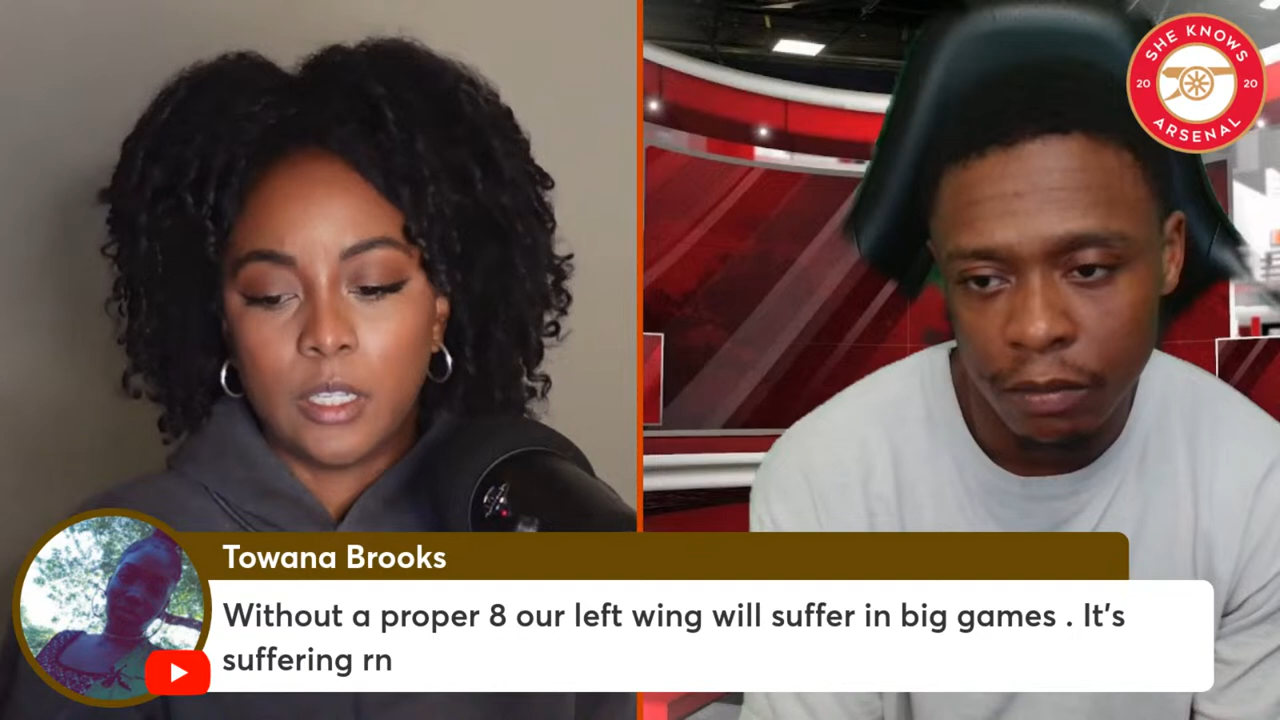 SHE KNOWS
20 20
ARSENAL
Towana Brooks
Without a proper 8 our left wing will suffer in big games . It's
suffering rn